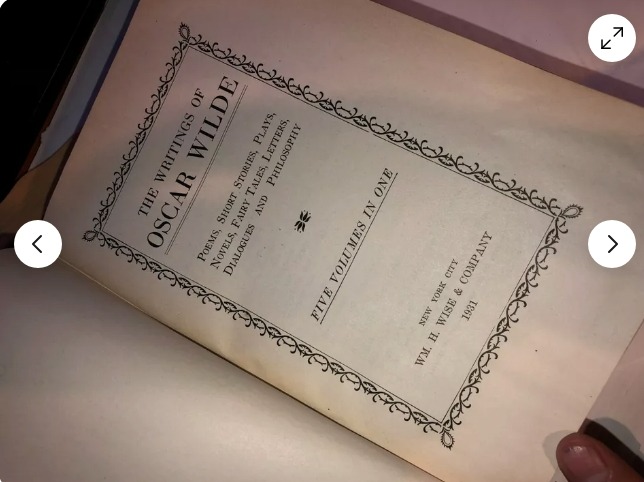 THE WRITINGS OF
OSCAR WILDE
POEMS, SHORT STORIES, PLAYS,
NOVELS, FAIRY TALES, LETTERS,
DIALOGUES AND PHILOSOPHY
FIVE VOLUMES IN ONE
NEW YORK CITY
WM. H. WISE & COMPANY
1931